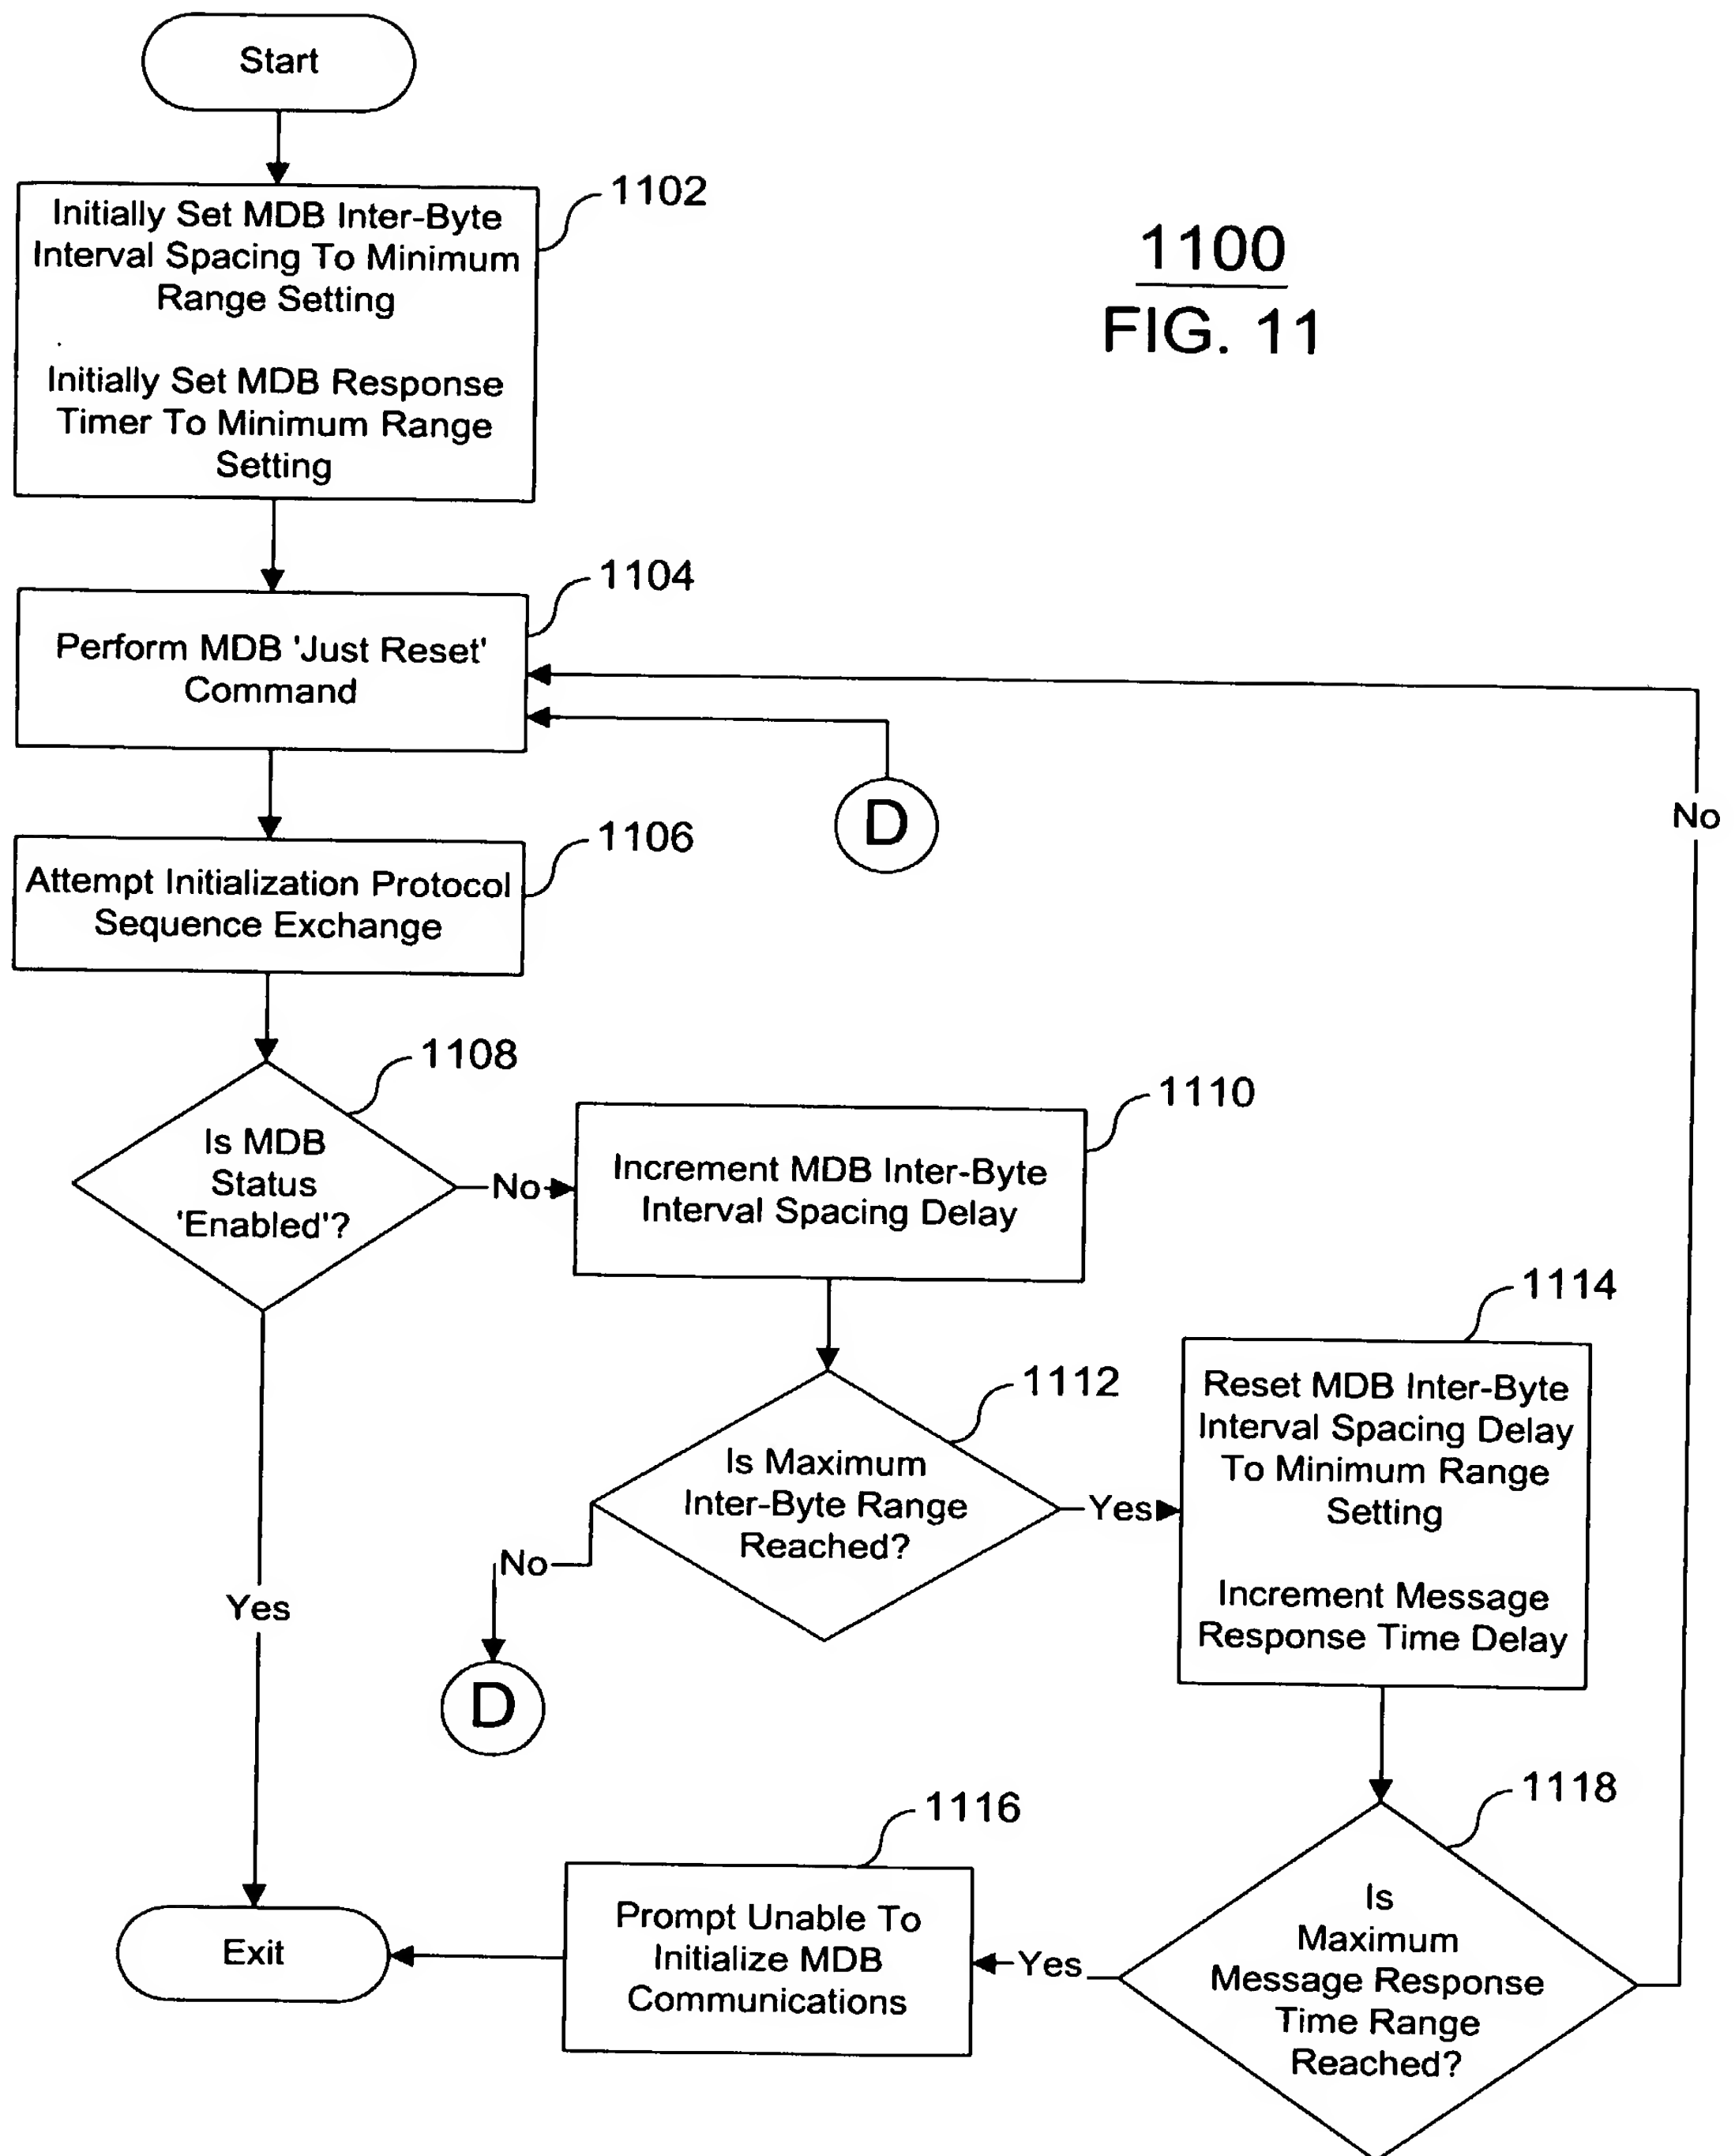 Start
1102
Initially Set MDB Inter-Byte
Interval Spacing To Minimum
Range Setting
Initially Set MDB Response
Timer To Minimum Range
Setting
1100
FIG. 11
1104
Perform MDB 'Just Reset'
Command
D
No
1106
Attempt Initialization Protocol
Sequence Exchange
1108
Is MDB
Status
'Enabled'?
No
1110
Increment MDB Inter-Byte
Interval Spacing Delay
1112
Is Maximum
Inter-Byte Range
Reached?
Yes
No
D
1114
Reset MDB Inter-Byte
Interval Spacing Delay
To Minimum Range
Setting
Increment Message
Response Time Delay
Yes
1118
Is
Maximum
Message Response
Time Range
Reached?
Yes
1116
Prompt Unable To
Initialize MDB
Communications
Exit